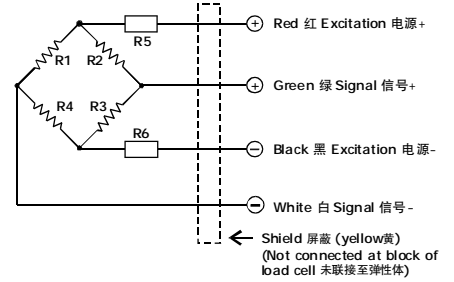 R5
Red 红 Excitation 电源+
R1
R2
Green 绿 Signal 信号+
R4
R3
R6
Black 黑 Excitation 电源-
White 白 Signal 信号-
Shield 屏蔽 (yellow黄)
(Not connected at block of
load cell 未联接至弹性体)